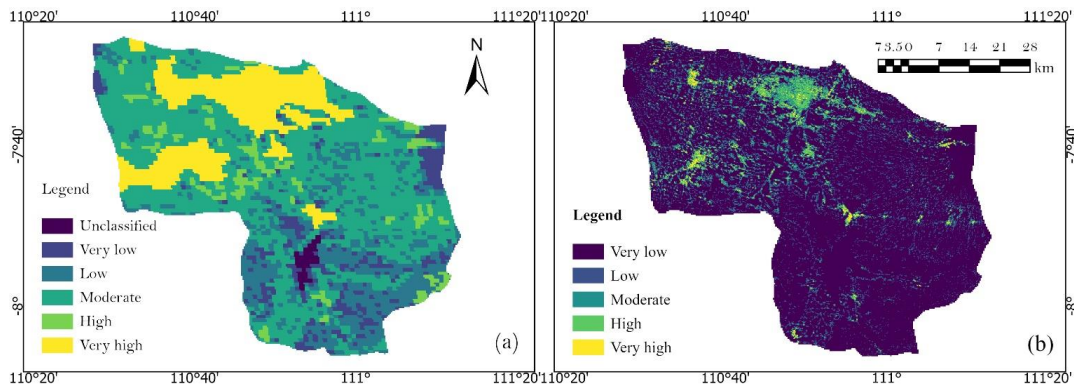 110°20' 110°40' 111° 111°20' 110°20' 110°40' 111° 111°20'
N
7 3.5 0 7 14 21 28
km
-7°40'
-8°
-7°40'
-8°
Legend
Unclassified
Very low
Low
Moderate
High
Very high
(a)
Legend
Very low
Low
Moderate
High
Very high
(b)
110°20' 110°40' 111° 111°20' 110°20' 110°40' 111° 111°20'